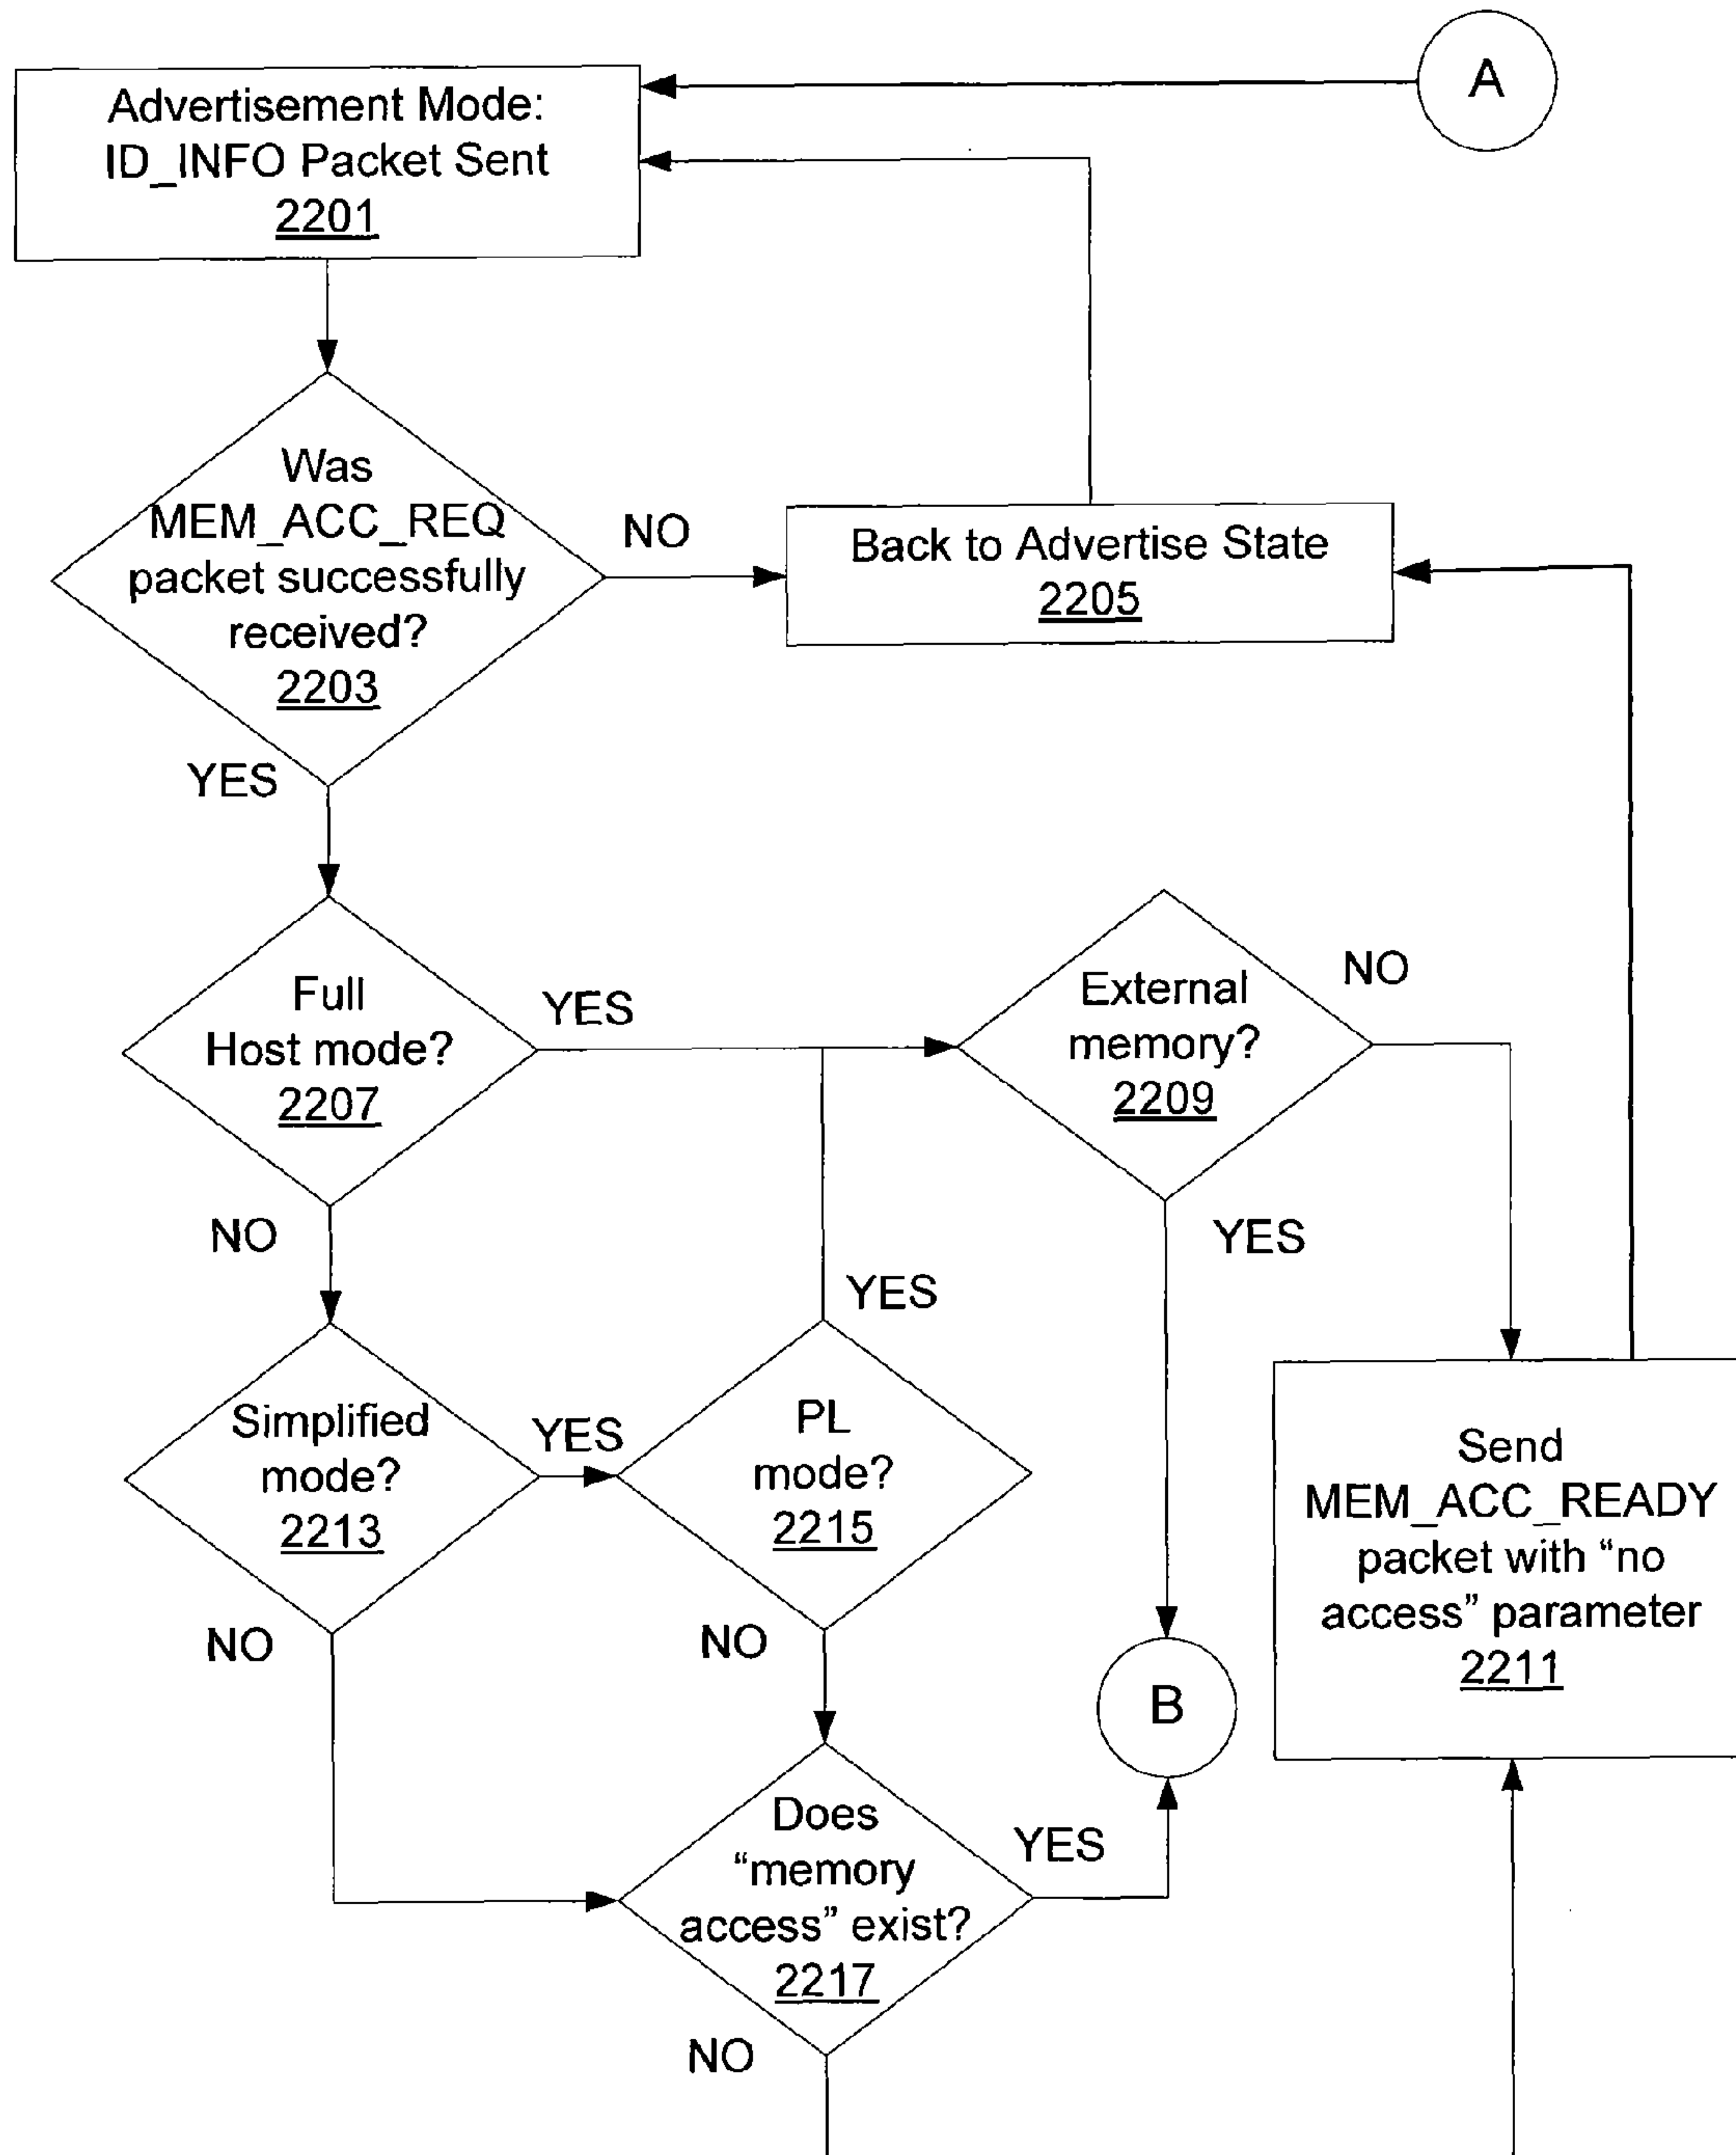 A
Advertisement Mode:
ID_INFO Packet Sent
2201
Was
MEM_ACC_REQ
packet successfully
received?
2203
NO
Back to Advertise State
2205
YES
Full
Host mode?
2207
YES
External
memory?
2209
NO
NO
YES
YES
Simplified
mode?
2213
YES
PL
mode?
2215
Send
MEM_ACC_READY
packet with “no
access” parameter
2211
NO
NO
B
Does
“memory
access” exist?
2217
YES
NO